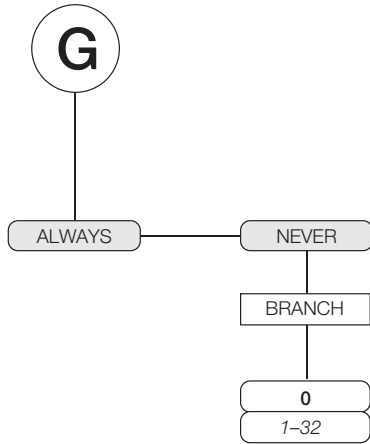 G
ALWAYS
NEVER
BRANCH
0
1–32